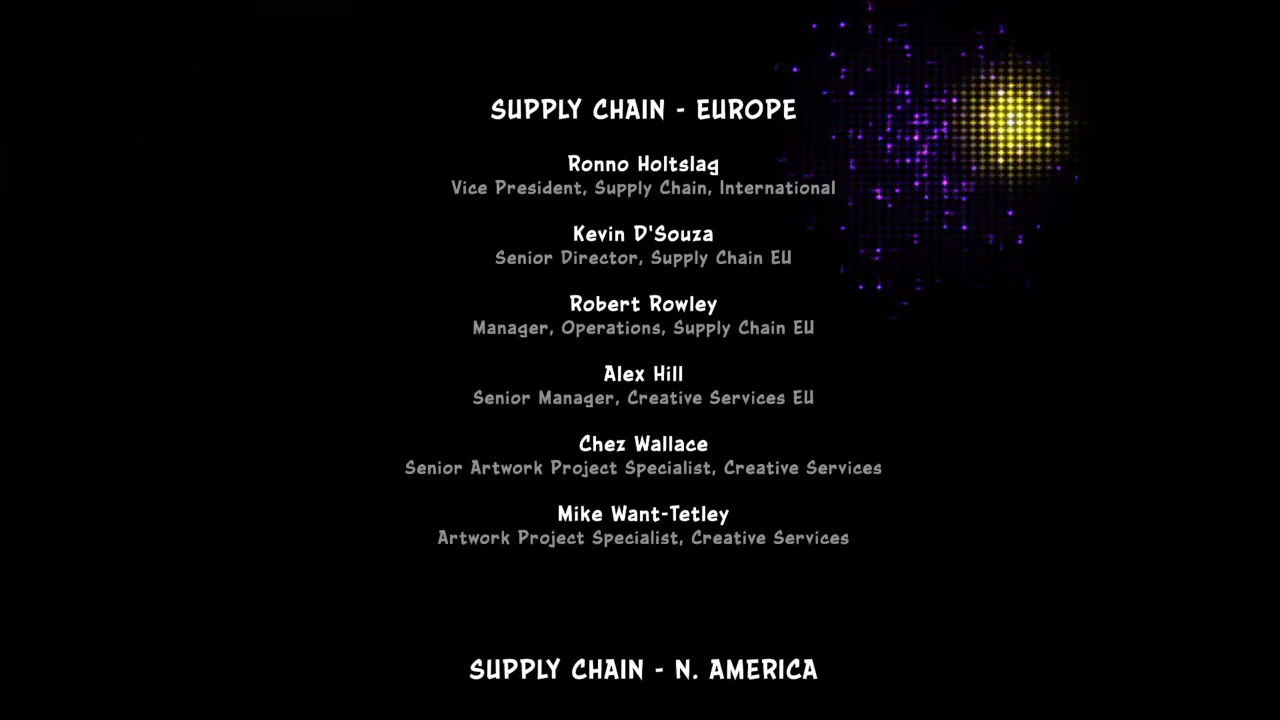 SUPPLY CHAIN - EUROPE
Ronno Holtslag
Vice President, Supply Chain, International
Kevin D'Souza
Senior Director, Supply Chain EU
Robert Rowley
Manager, Operations, Supply Chain EU
Alex Hill
Senior Manager, Creative Services EU
Chez Wallace
Senior Artwork Project Specialist, Creative Services
Mike Want-Tetley
Artwork Project Specialist, Creative Services
SUPPLY CHAIN - N. AMERICA